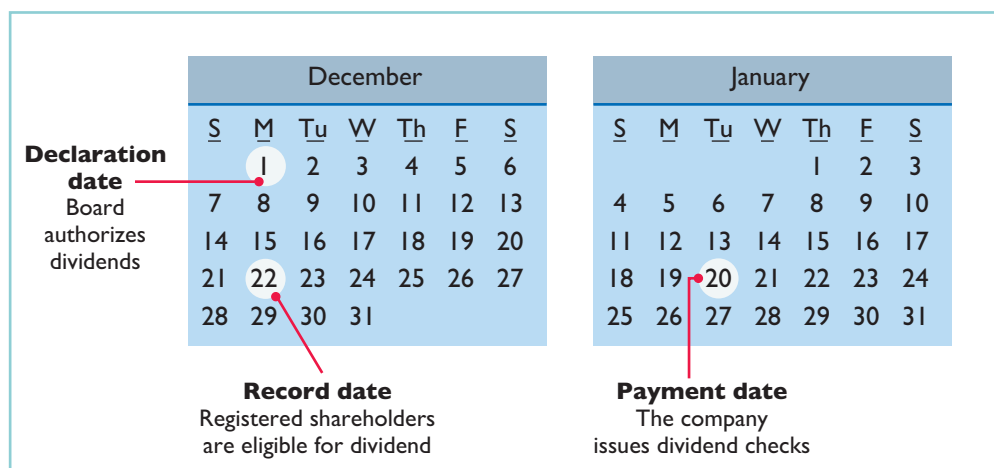 December
S M Tu W Th F S
1 2 3 4 5 6
7 8 9 10 11 12 13
14 15 16 17 18 19 20
21 22 23 24 25 26 27
28 29 30 31
January
S M Tu W Th F S
1 2 3
4 5 6 7 8 9 10
11 12 13 14 15 16 17
18 19 20 21 22 23 24
25 26 27 28 29 30 31
Declaration
date
Board
authorizes
dividends
Record date
Registered shareholders
are eligible for dividend
Payment date
The company
issues dividend checks